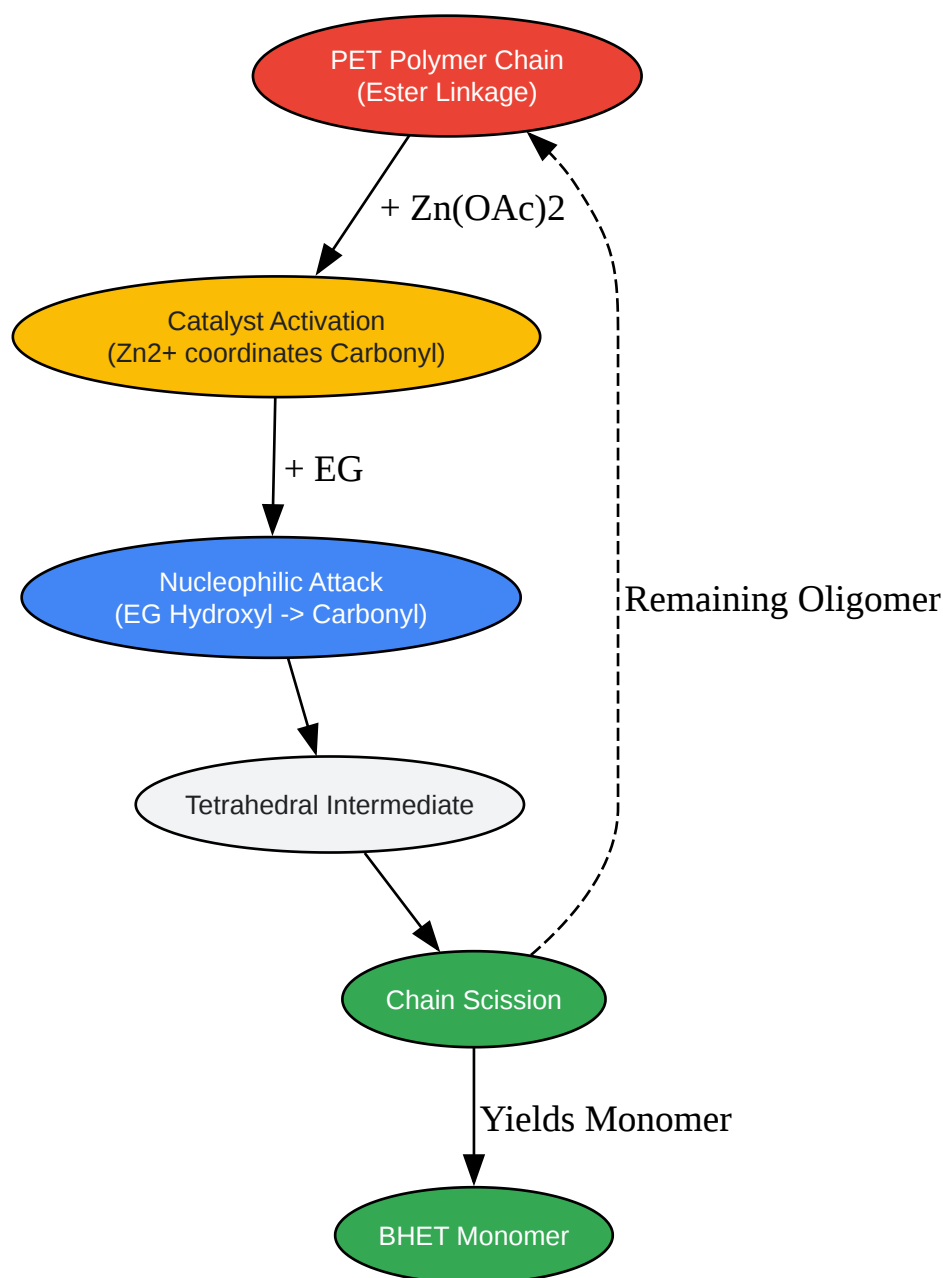 PET Polymer Chain
(Ester Linkage)
+ Zn(OAc)2
Catalyst Activation
(Zn2+ coordinates Carbonyl)
+ EG
Nucleophilic Attack
(EG Hydroxyl -> Carbonyl)
Remaining Oligomer
Tetrahedral Intermediate
Chain Scission
Yields Monomer
BHET Monomer